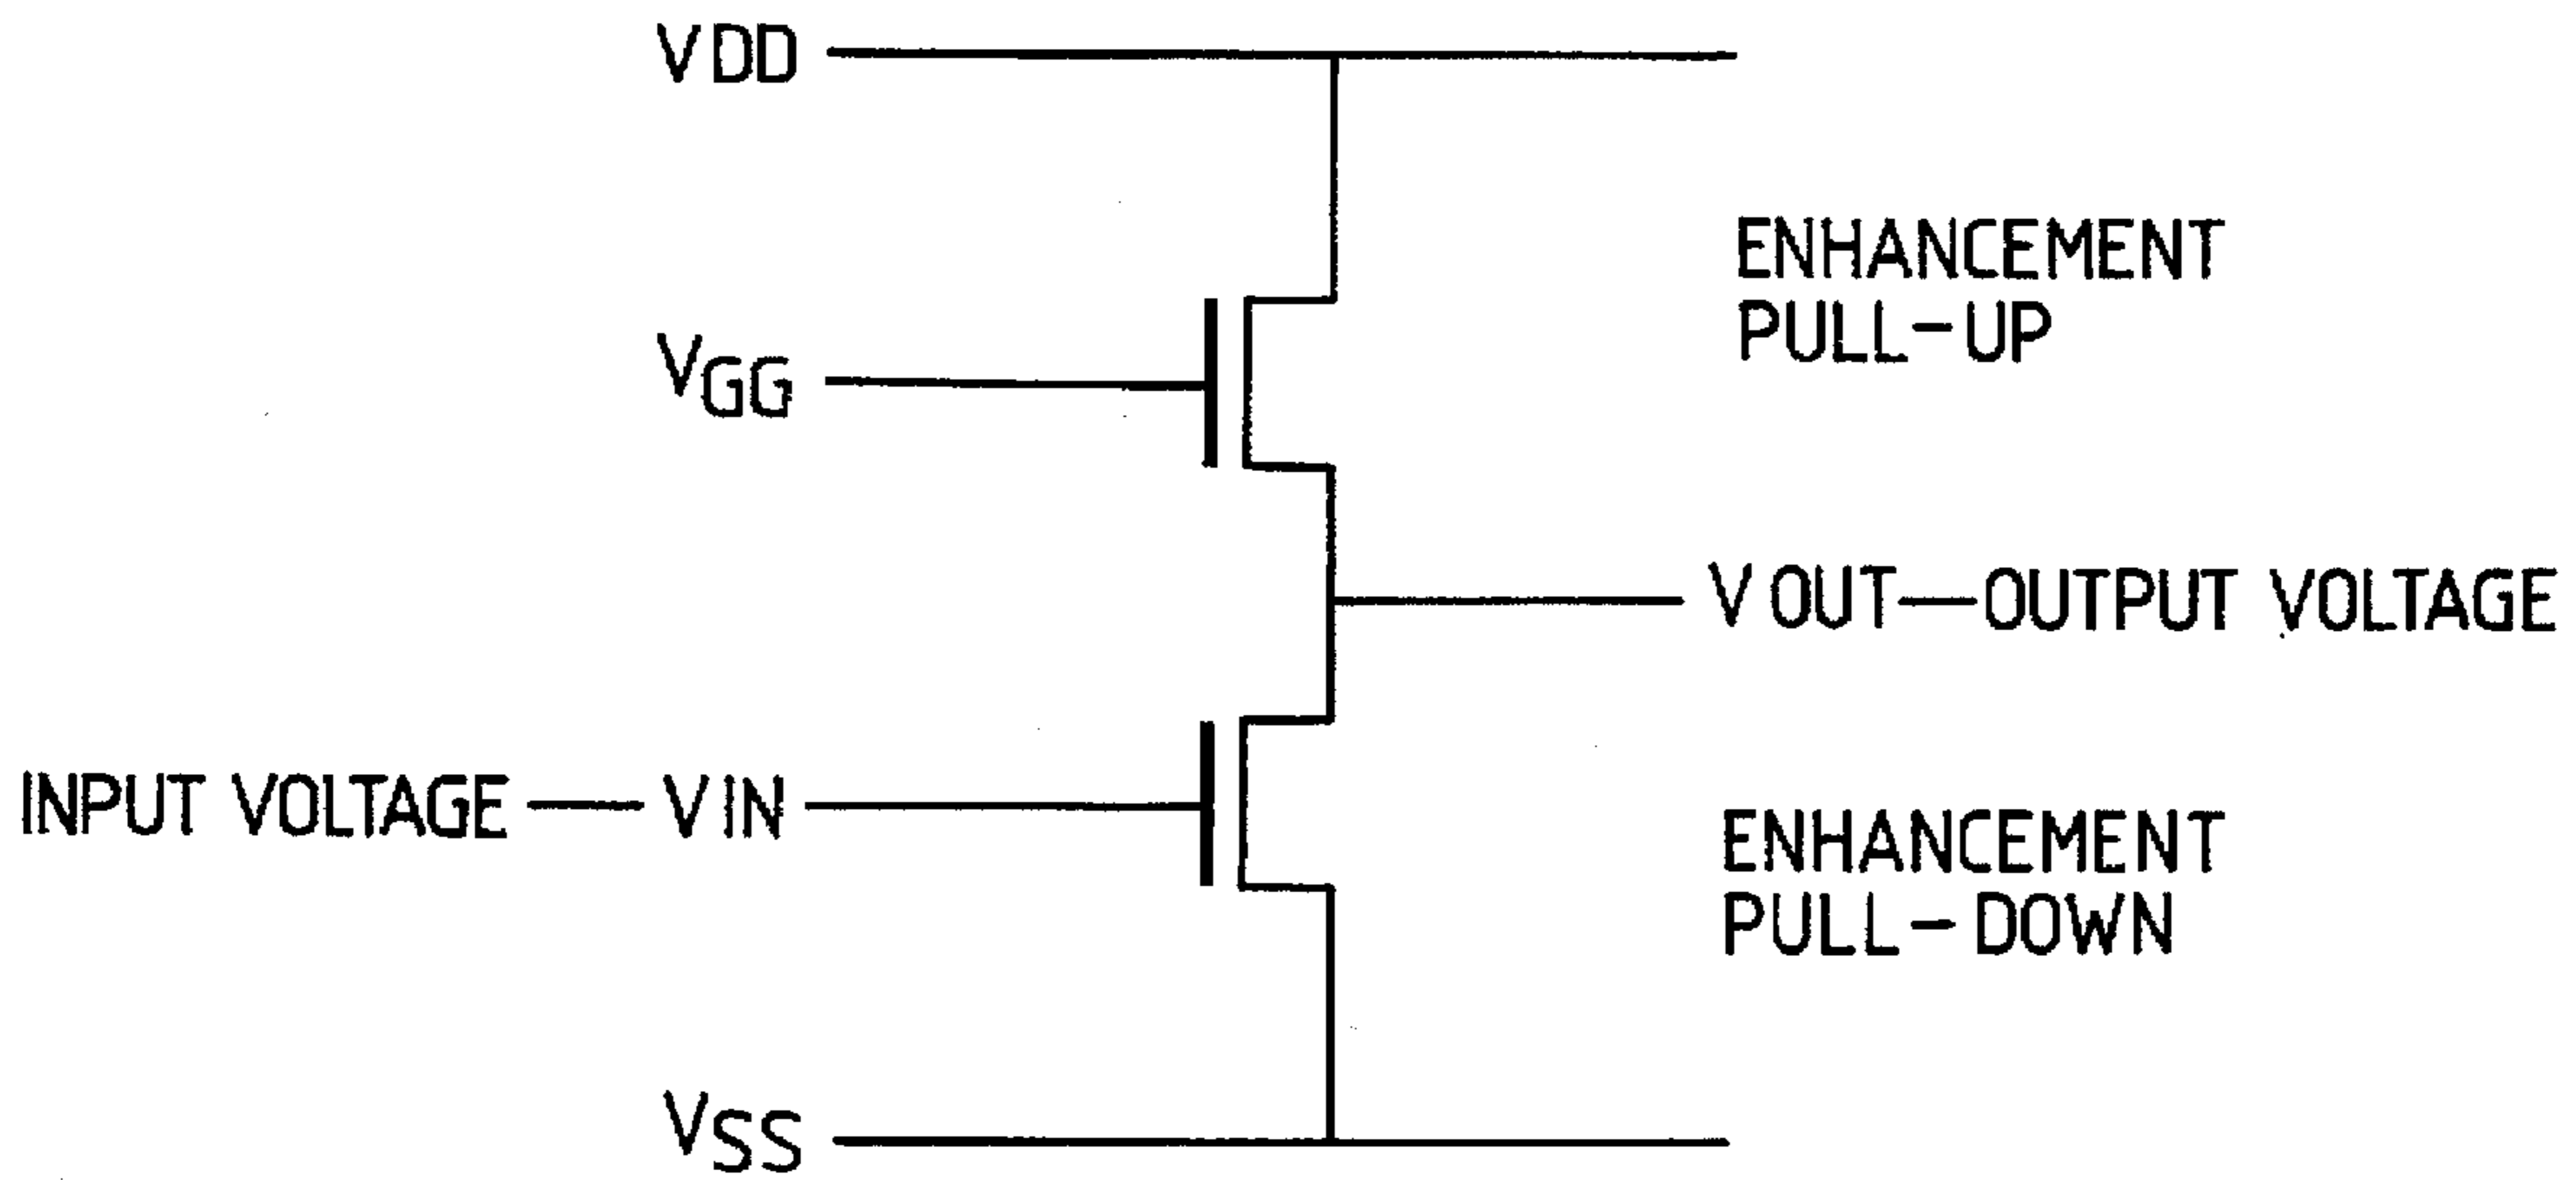 VDD
ENHANCEMENT
PULL-UP
VGG
V OUT—OUTPUT VOLTAGE
INPUT VOLTAGE — VIN
ENHANCEMENT
PULL-DOWN
VSS